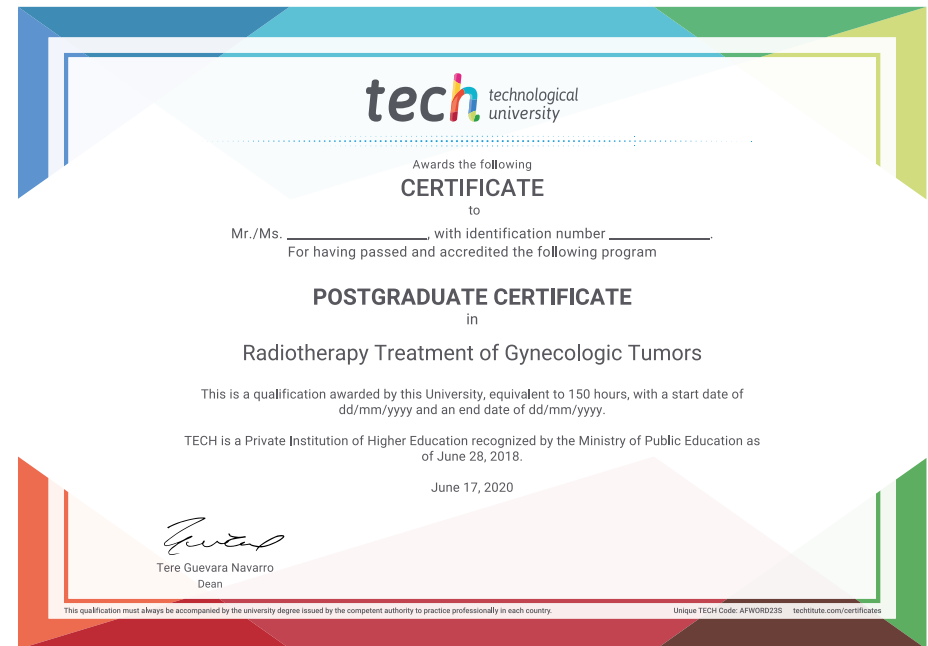 tech technological
university
Awards the following
CERTIFICATE
to
Mr./Ms. ____________________, with identification number ______________.
For having passed and accredited the following program
POSTGRADUATE CERTIFICATE
in
Radiotherapy Treatment of Gynecologic Tumors
This is a qualification awarded by this University, equivalent to 150 hours, with a start date of
dd/mm/yyyy and an end date of dd/mm/yyyy.
TECH is a Private Institution of Higher Education recognized by the Ministry of Public Education as
of June 28, 2018.
June 17, 2020
Tere Guevara Navarro
Dean
This qualification must always be accompanied by the university degree issued by the competent authority to practice professionally in each country.
Unique TECH Code: AFWORD23S techtitute.com/certificates